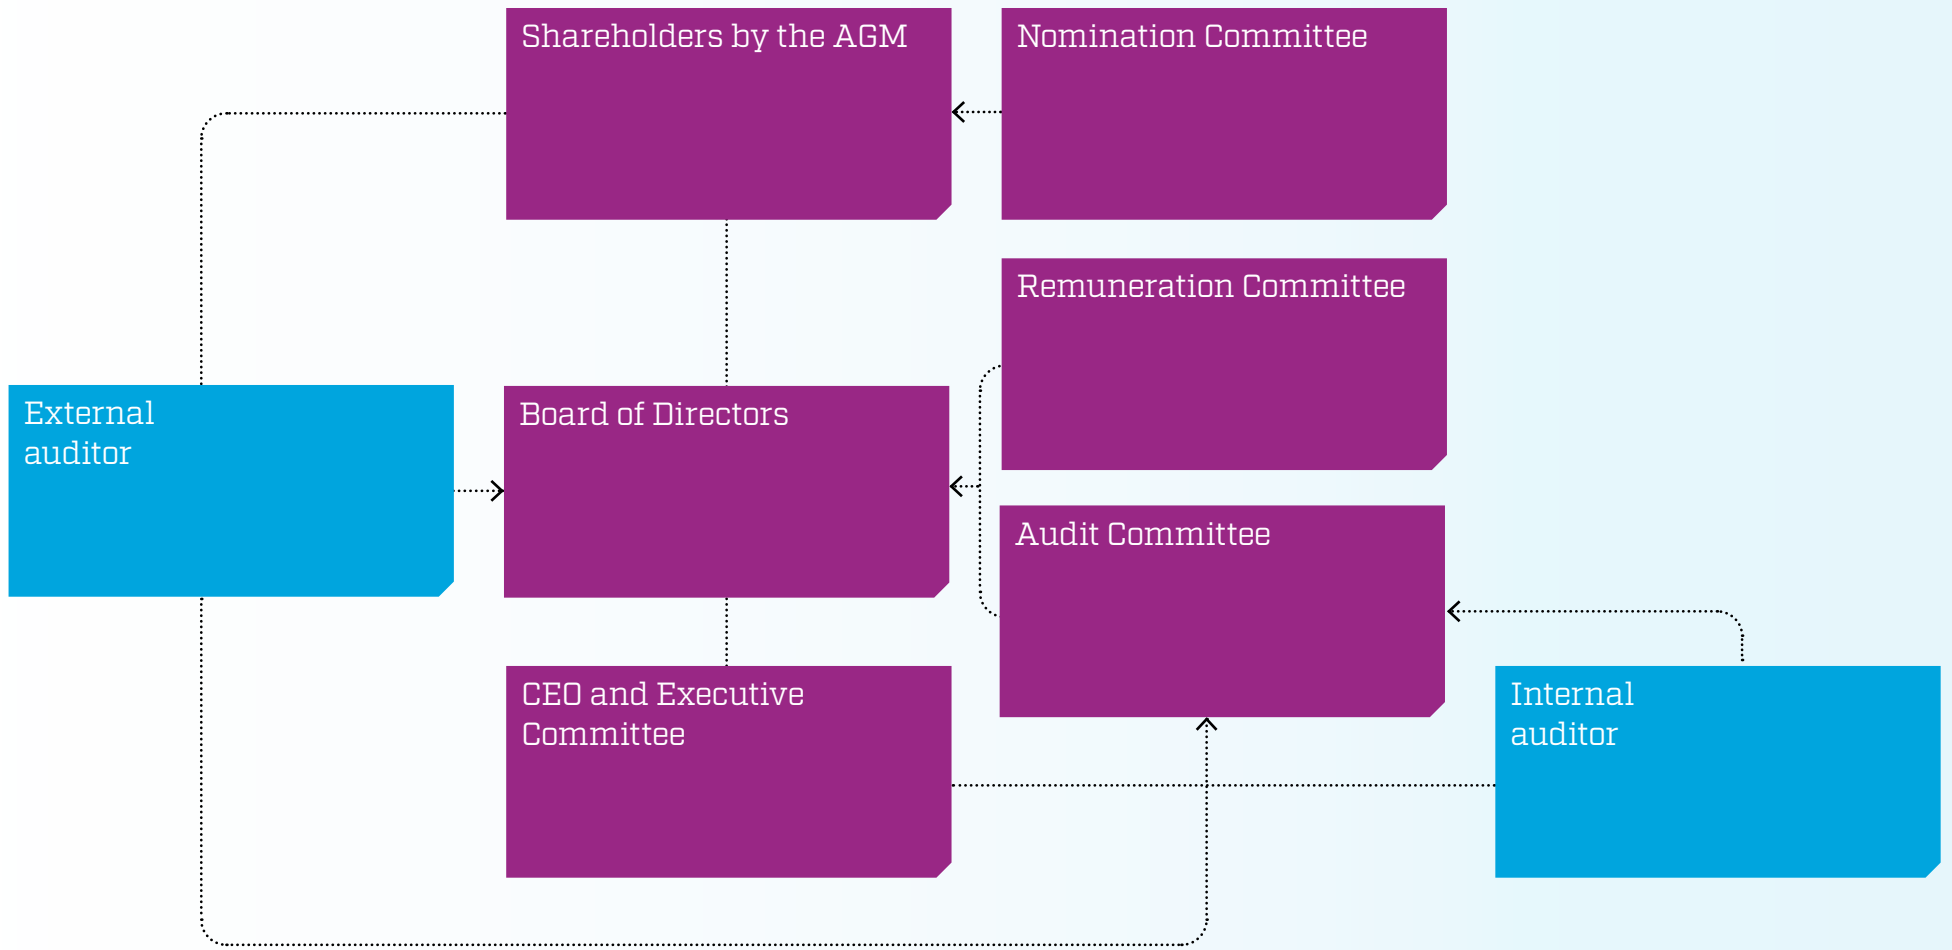 Shareholders by the AGM
Nomination Committee
Remuneration Committee
External
auditor
Board of Directors
Audit Committee
CEO and Executive
Committee
Internal
auditor